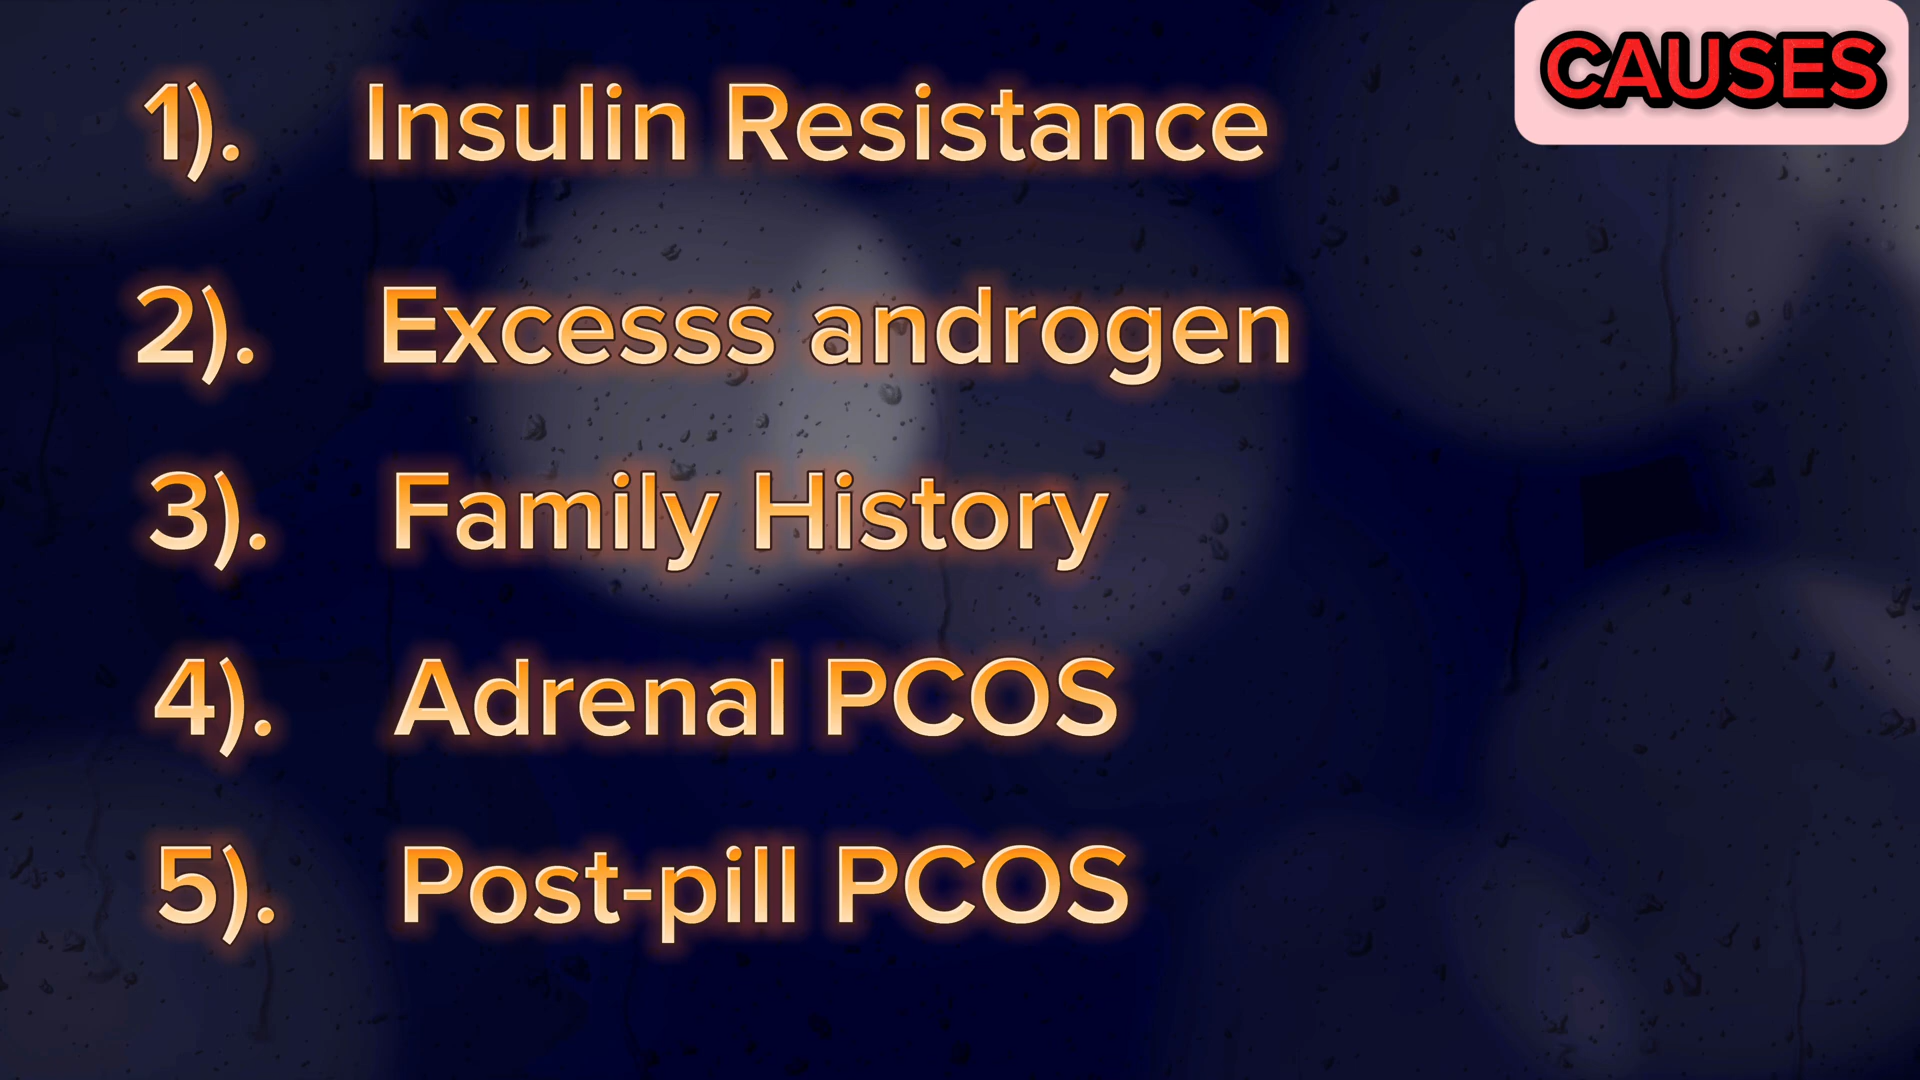 CAUSES
1). Insulin Resistance
2). Excesss androgen
3). Family History
4). Adrenal PCOS
5). Post-pill PCOS